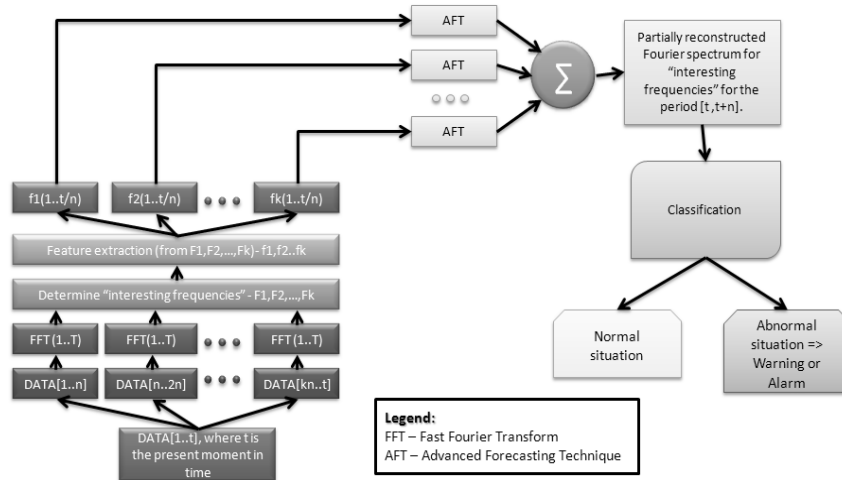 AFT
AFT
AFT
Σ
Partially reconstructed
Fourier spectrum for
“interesting
frequencies” for the
period [t ,t+n].
f1(1..t/n)
f2(1..t/n)
fk(1..t/n)
Feature extraction (from F1,F2,...,Fk)- f1,f2..fk
Determine “interesting frequencies” - F1,F2,...,Fk
FFT(1..T)
FFT(1..T)
FFT(1..T)
DATA[1..n]
DATA[n..2n]
DATA[kn..t]
DATA[1..t], where t is
the present moment in
time
Classification
Normal
situation
Abnormal
situation =>
Warning or
Alarm
Legend:
FFT – Fast Fourier Transform
AFT – Advanced Forecasting Technique